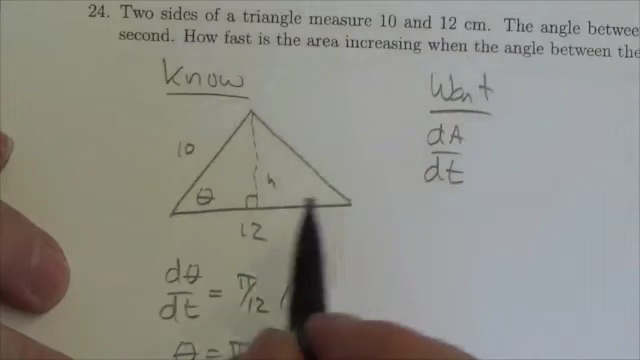 24. Two sides of a triangle measure 10 and 12 cm. The angle
second. How fast is the area increasing when the angle between the
Know
Want
10
θ
h
12
dA
dt
dθ
dt = π/12
θ = π